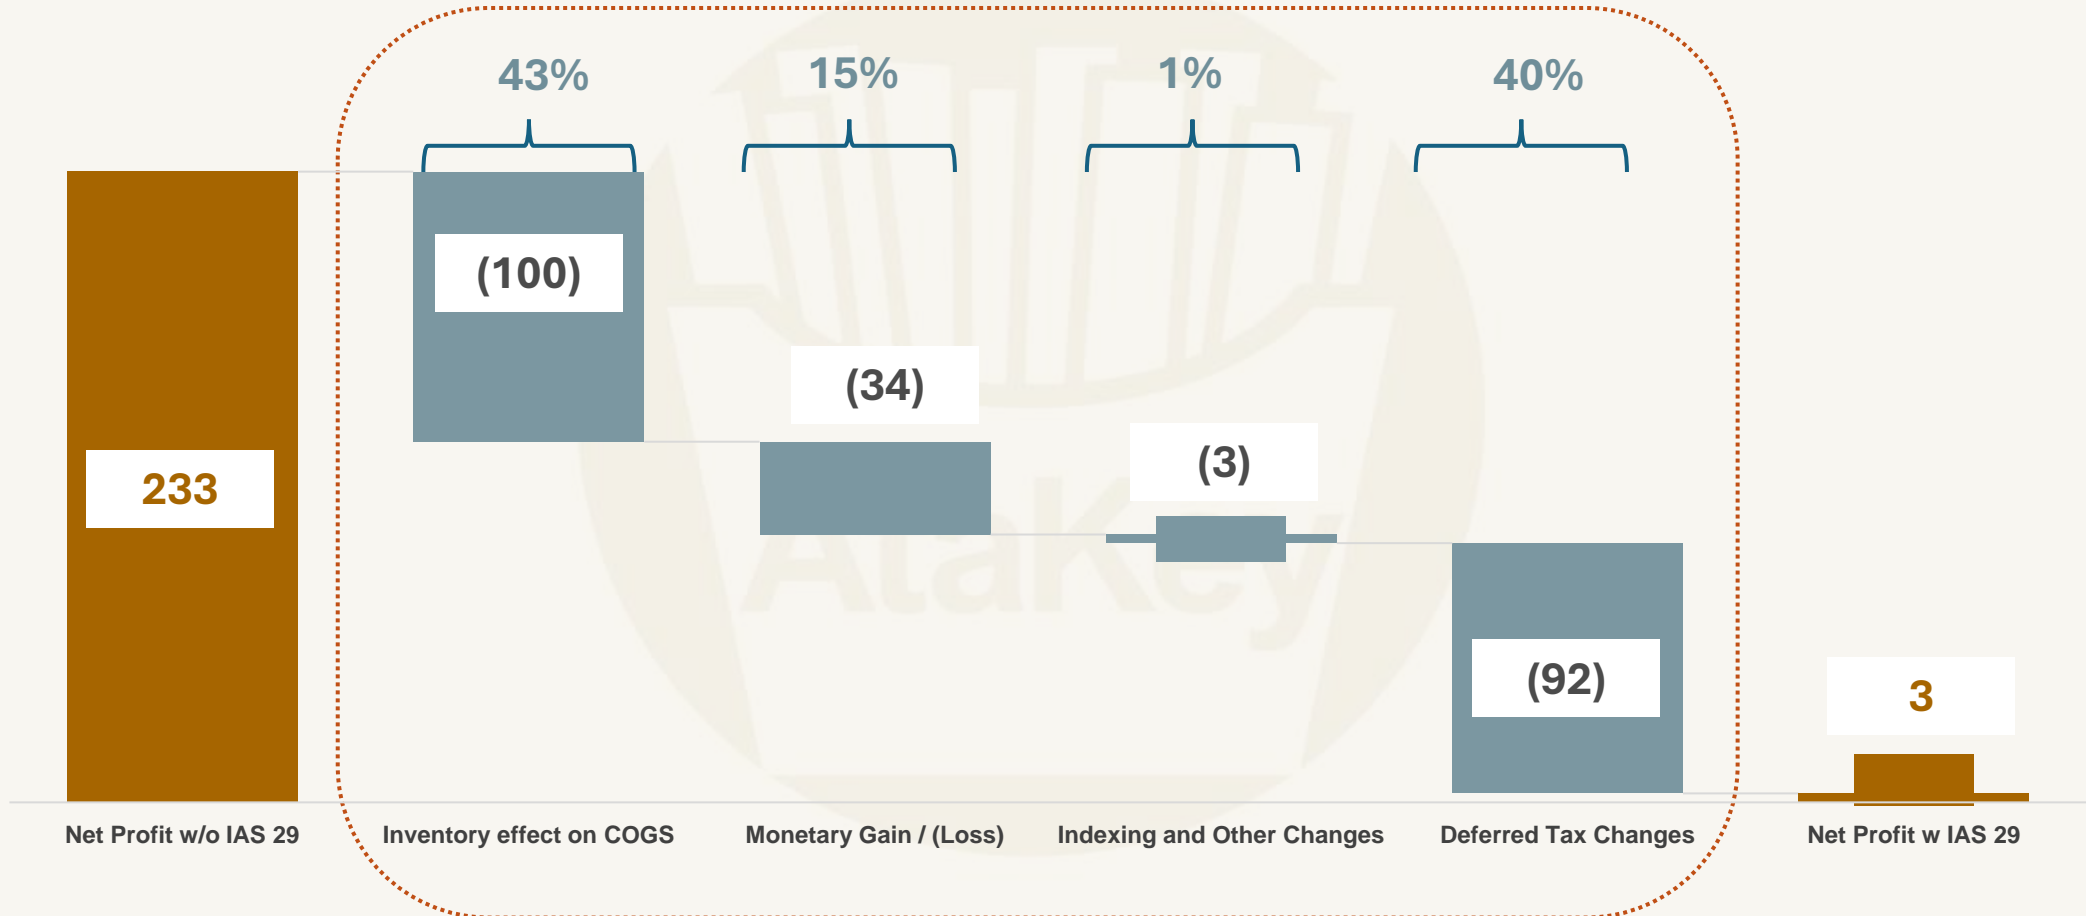 43%
15%
1%
40%
(100)
(34)
(3)
233
(92)
3
AtaKey
Net Profit w/o IAS 29
Inventory effect on COGS
Monetary Gain / (Loss)
Indexing and Other Changes
Deferred Tax Changes
Net Profit w IAS 29